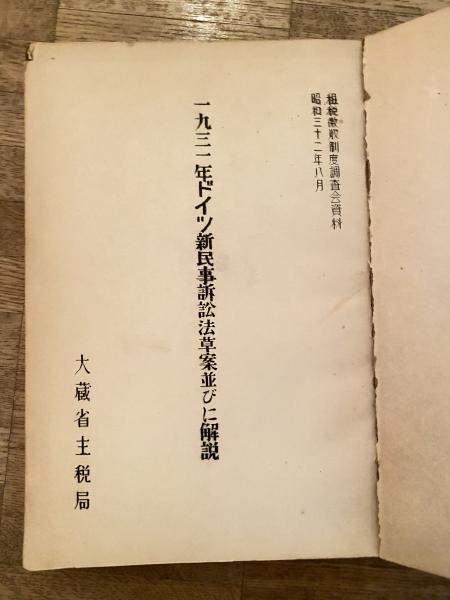 租税徴収制度調査会資料
昭和三十二年八月
一九三一年ドイツ新民事訴訟法草案並びに解説
大蔵省主税局